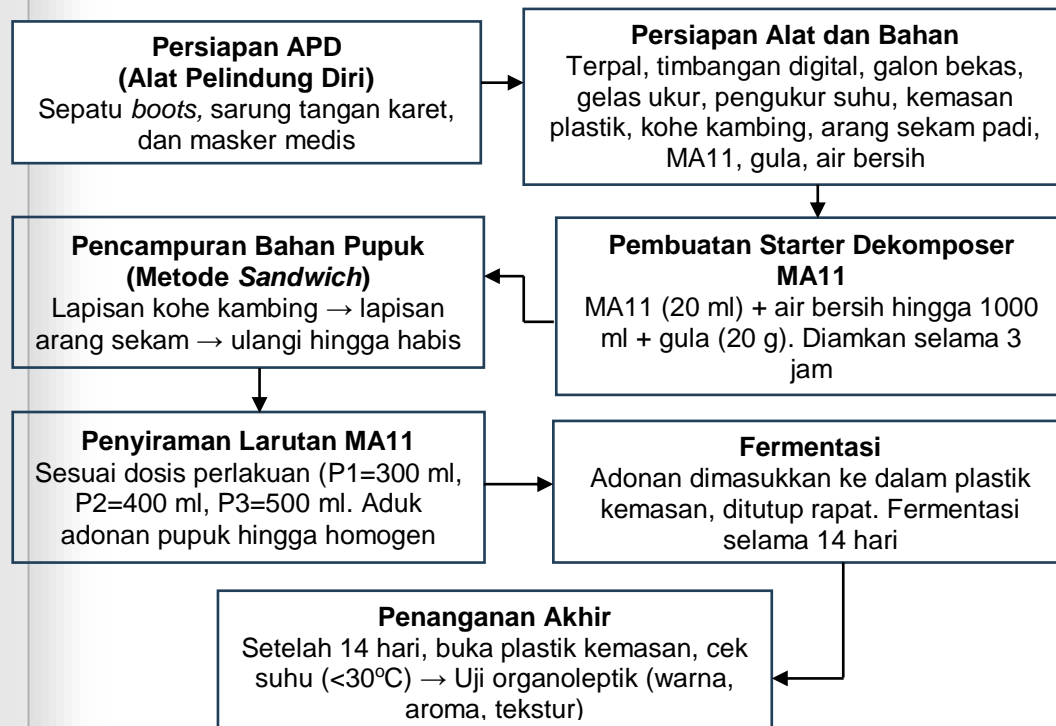 Persiapan APD
(Alat Pelindung Diri)
Sepatu boots, sarung tangan karet,
dan masker medis
Persiapan Alat dan Bahan
Terpal, timbangan digital, galon bekas,
gelas ukur, pengukur suhu, kemasan
plastik, kohe kambing, arang sekam padi,
MA11, gula, air bersih
Pembuatan Starter Dekomposer
MA11
MA11 (20 ml) + air bersih hingga 1000
ml + gula (20 g). Diamkan selama 3
jam
Pencampuran Bahan Pupuk
(Metode Sandwich)
Lapisan kohe kambing → lapisan
arang sekam → ulangi hingga habis
Penyiraman Larutan MA11
Sesuai dosis perlakuan (P1=300 ml,
P2=400 ml, P3=500 ml. Aduk
adonan pupuk hingga homogen
Fermentasi
Adonan dimasukkan ke dalam plastik
kemasan, ditutup rapat. Fermentasi
selama 14 hari
Penanganan Akhir
Setelah 14 hari, buka plastik kemasan, cek
suhu (<30ºC) → Uji organoleptik (warna,
aroma, tekstur)